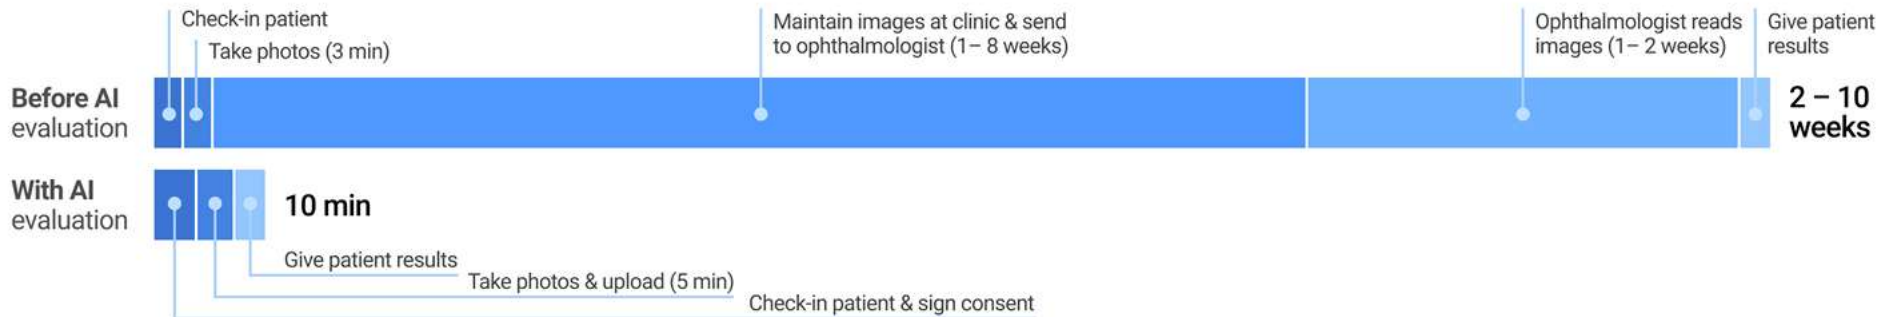 Check-in patient
Take photos (3 min)
Maintain images at clinic & send
to ophthalmologist (1– 8 weeks)
Ophthalmologist reads
images (1– 2 weeks)
Give patient
results
Before AI
evaluation
2 – 10
weeks
With AI
evaluation
10 min
Give patient results
Take photos & upload (5 min)
Check-in patient & sign consent